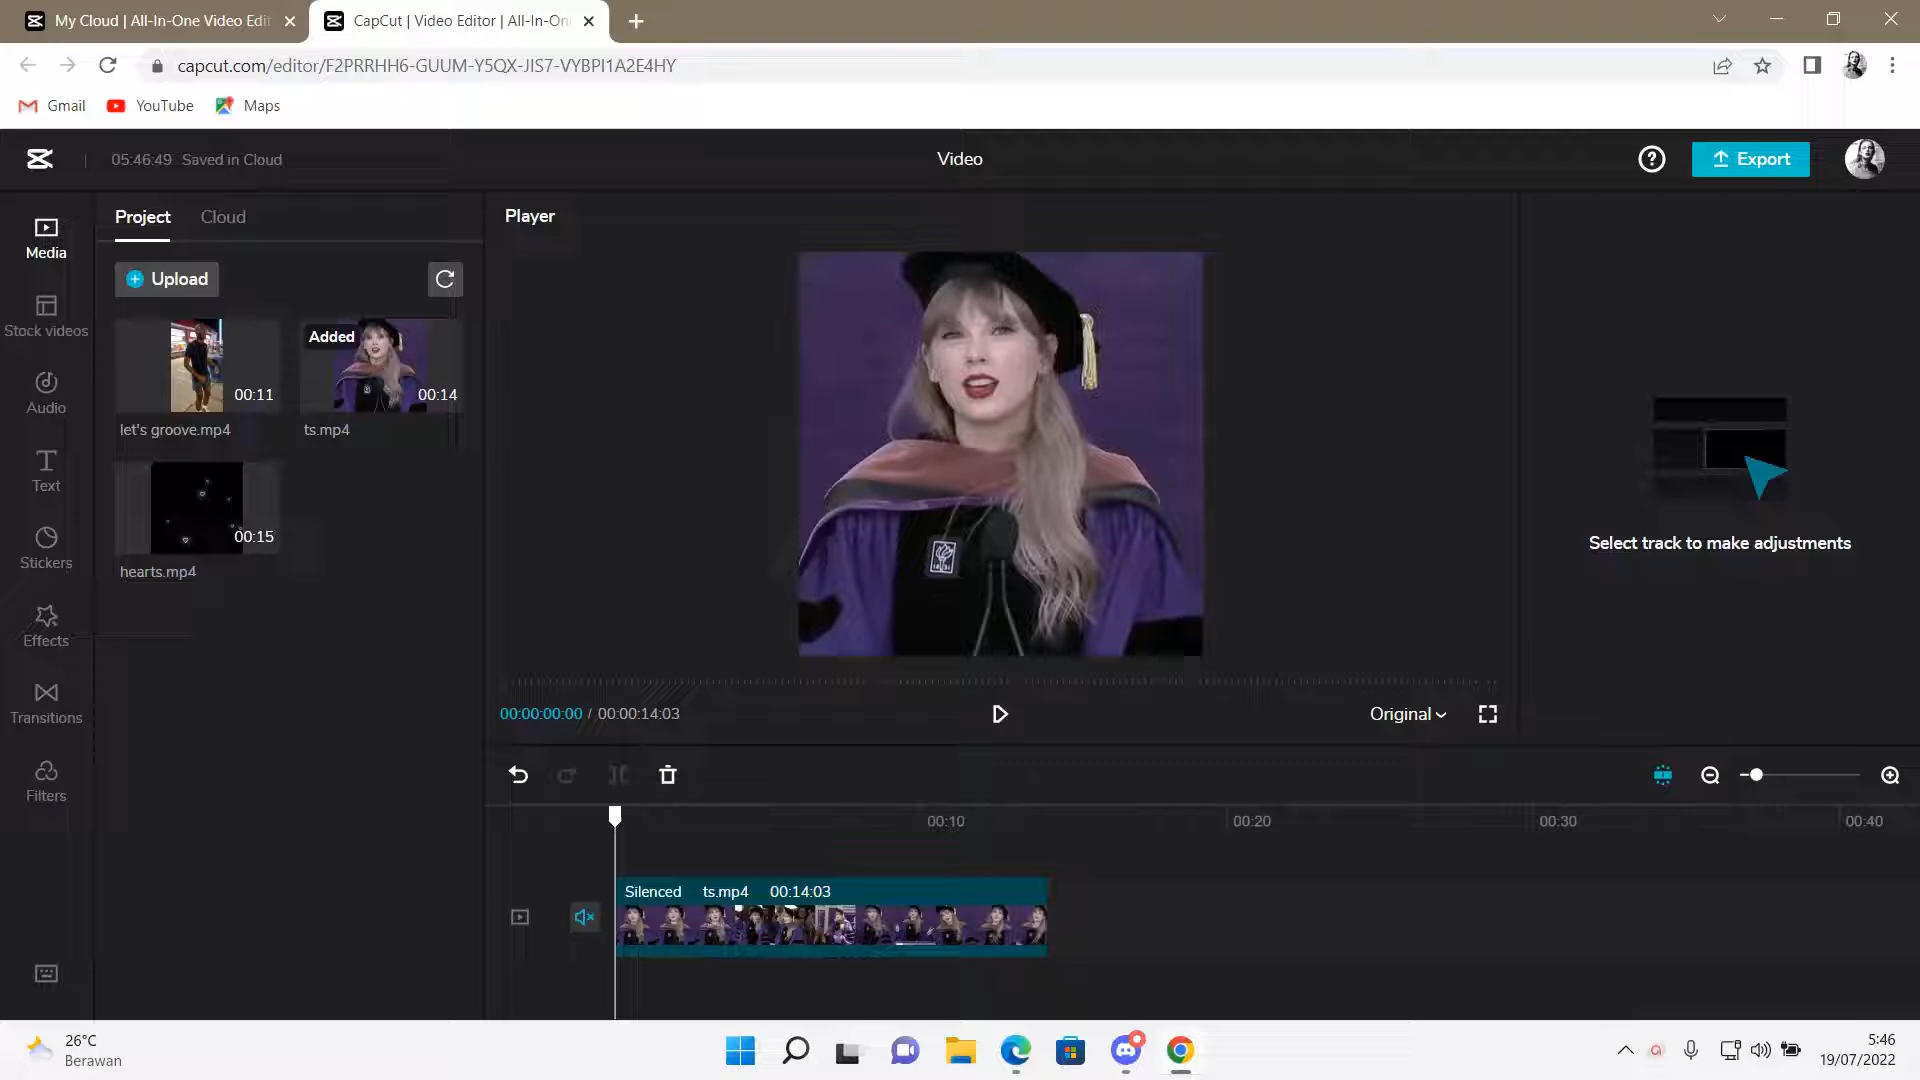 My Cloud | All-In-One Video Edit
CapCut | Video Editor | All-In-On
capcut.com/editor/F2PRRHH6-GUUM-Y5QX-JIS7-VYBPI1A2E4HY
Gmail
YouTube
Maps
05:46:49 Saved in Cloud
Video
Export
Media
Stock videos
Audio
Text
Stickers
Effects
Transitions
Filters
Project
Cloud
Upload
00:11
let's groove.mp4
Added
00:14
ts.mp4
00:15
hearts.mp4
Player
00:00:00:00 / 00:00:14:03
Original
Select track to make adjustments
00:10
00:20
00:30
00:40
Silenced ts.mp4 00:14:03
26°C
Berawan
5:46
19/07/2022